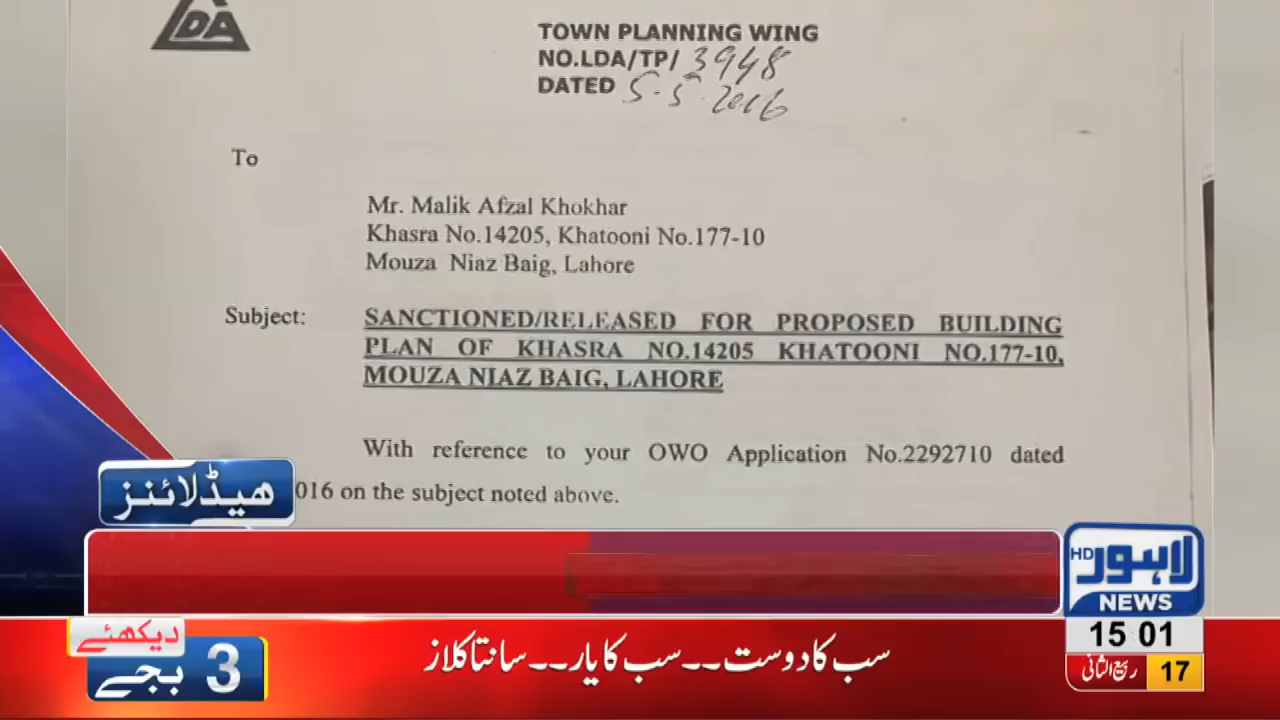 LDA
TOWN PLANNING WING
NO.LDA/TP/ 3948
DATED 5-5-2016
To
Mr. Malik Afzal Khokhar
Khasra No.14205, Khatooni No.177-10
Mouza Niaz Baig, Lahore
Subject: SANCTIONED/RELEASED FOR PROPOSED BUILDING
PLAN OF KHASRA NO.14205 KHATOONI NO.177-10,
MOUZA NIAZ BAIG, LAHORE
With reference to your OWO Application No.2292710 dated
016 on the subject noted above.
ہیڈلائنز
HD لاہور
NEWS
15 01
17 ربیع الثانی
دیکھئے
3 بجے
سب کا دوست۔۔سب کا یار۔۔سانتا کلاز